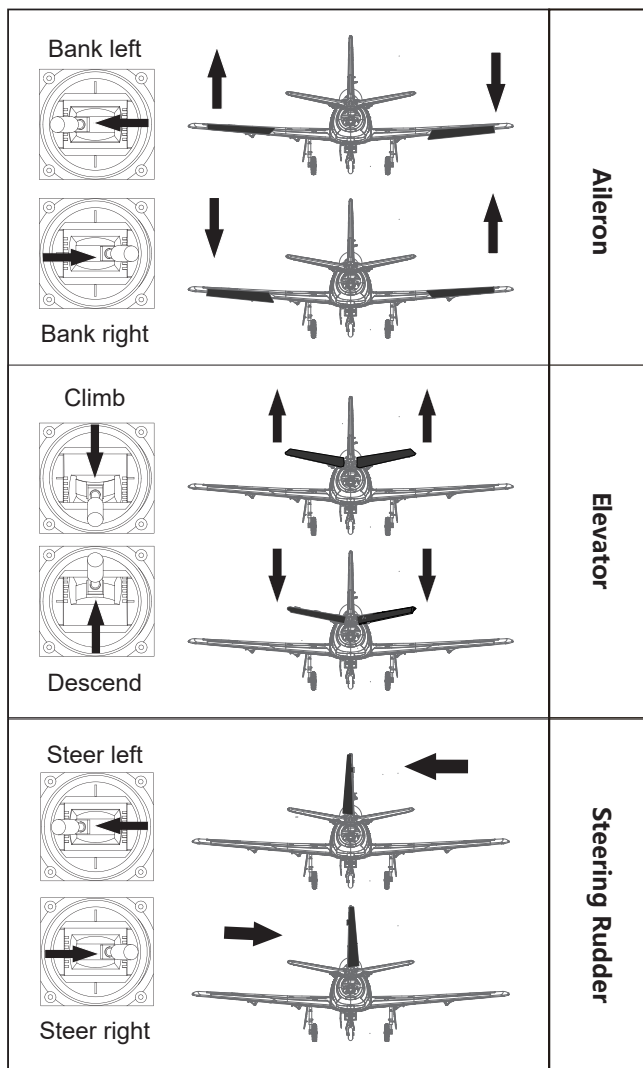 Bank left
Bank right
Aileron
Climb
Descend
Elevator
Steer left
Steer right
Steering Rudder